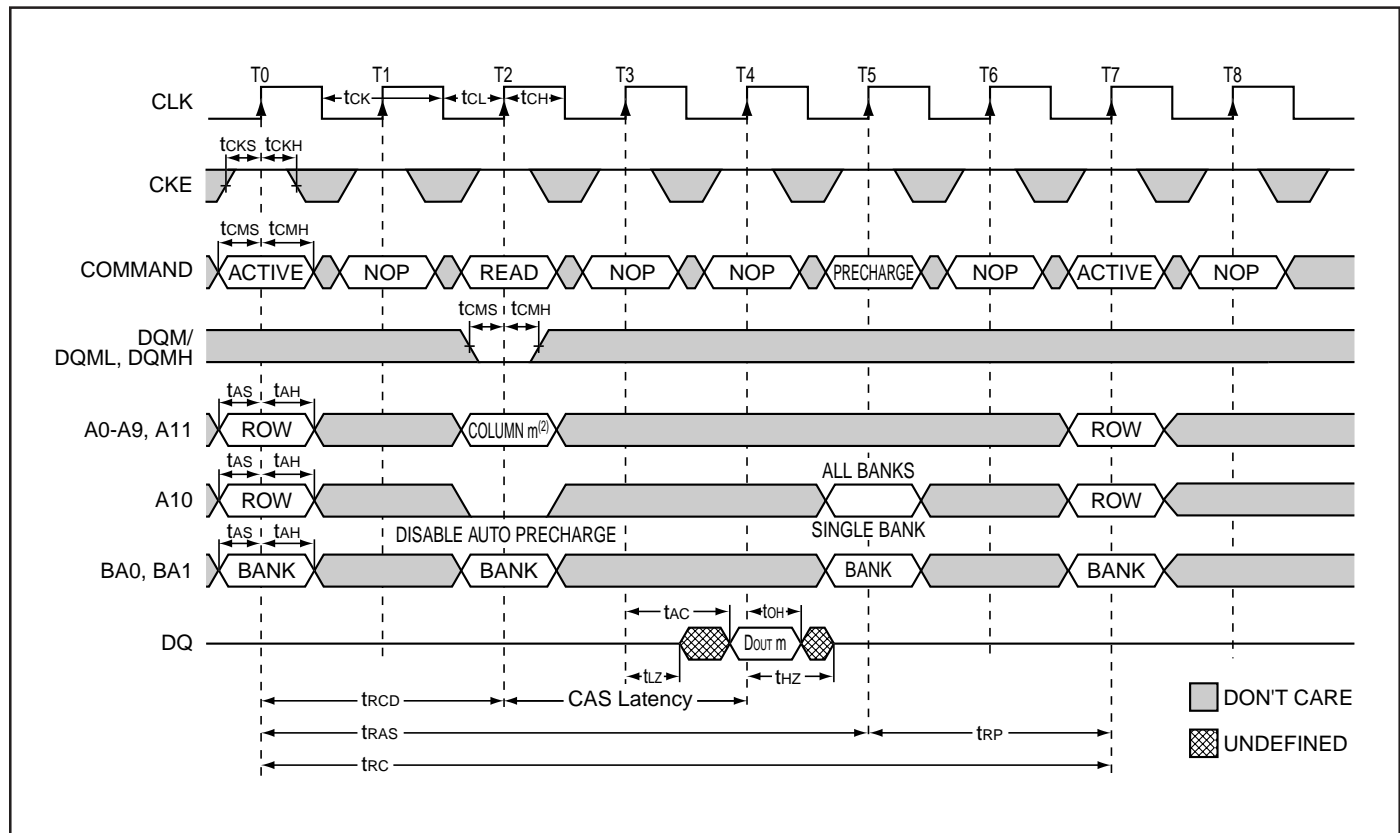 T0 T1 T2 T3 T4 T5 T6 T7 T8
CLK
tCK tCL tCH
tCKS tCKH
CKE
tCMS tCMH
COMMAND ACTIVE NOP READ NOP NOP PRECHARGE NOP ACTIVE NOP
tCMS tCMH
DQM/
DQML, DQMH
tAS tAH
A0-A9, A11 ROW COLUMN m(2) ROW
tAS tAH ALL BANKS
A10 ROW ROW
DISABLE AUTO PRECHARGE SINGLE BANK
tAS tAH
BA0, BA1 BANK BANK BANK BANK
tAC tOH
DQ DOUT m
tLZ tHZ
tRCD CAS Latency
DON'T CARE
tRAS tRP
UNDEFINED
tRC